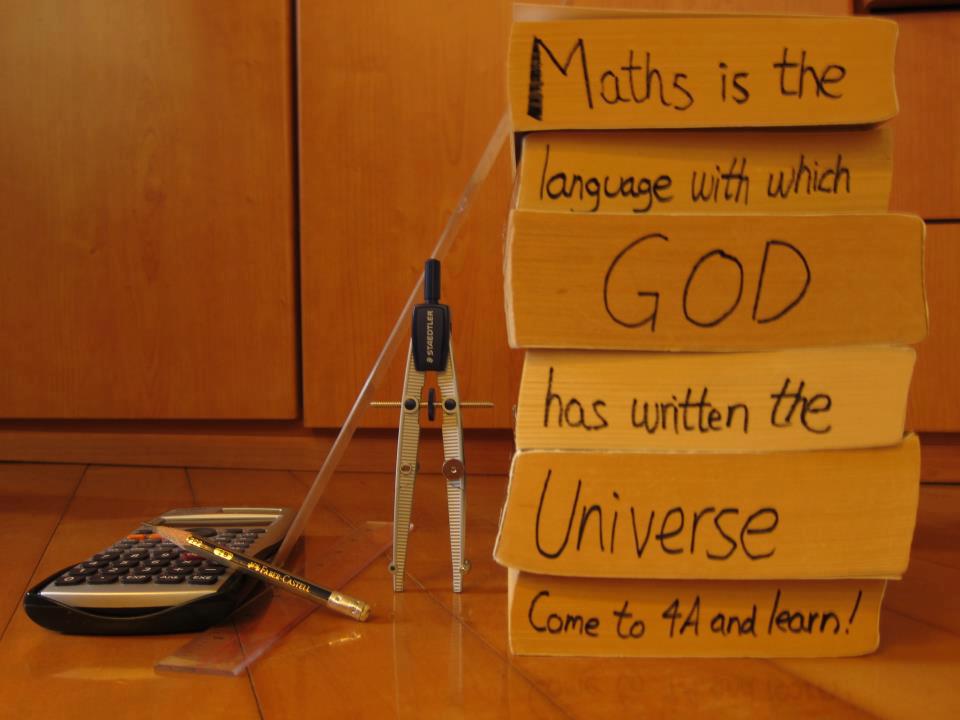 Maths is the
language with which
GOD
has written the
Universe
Come to 4A and learn!
STAEDTLER
FABER-CASTELL